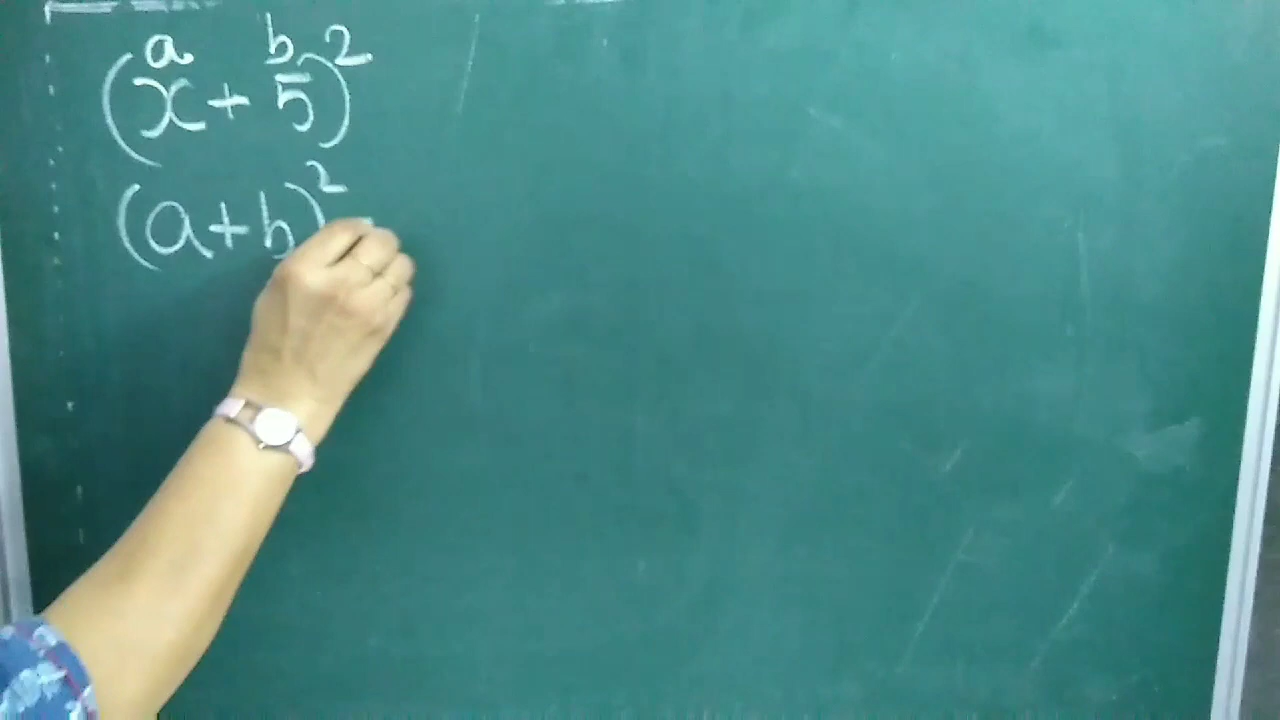 a b
(x + 5)²
(a+b)²